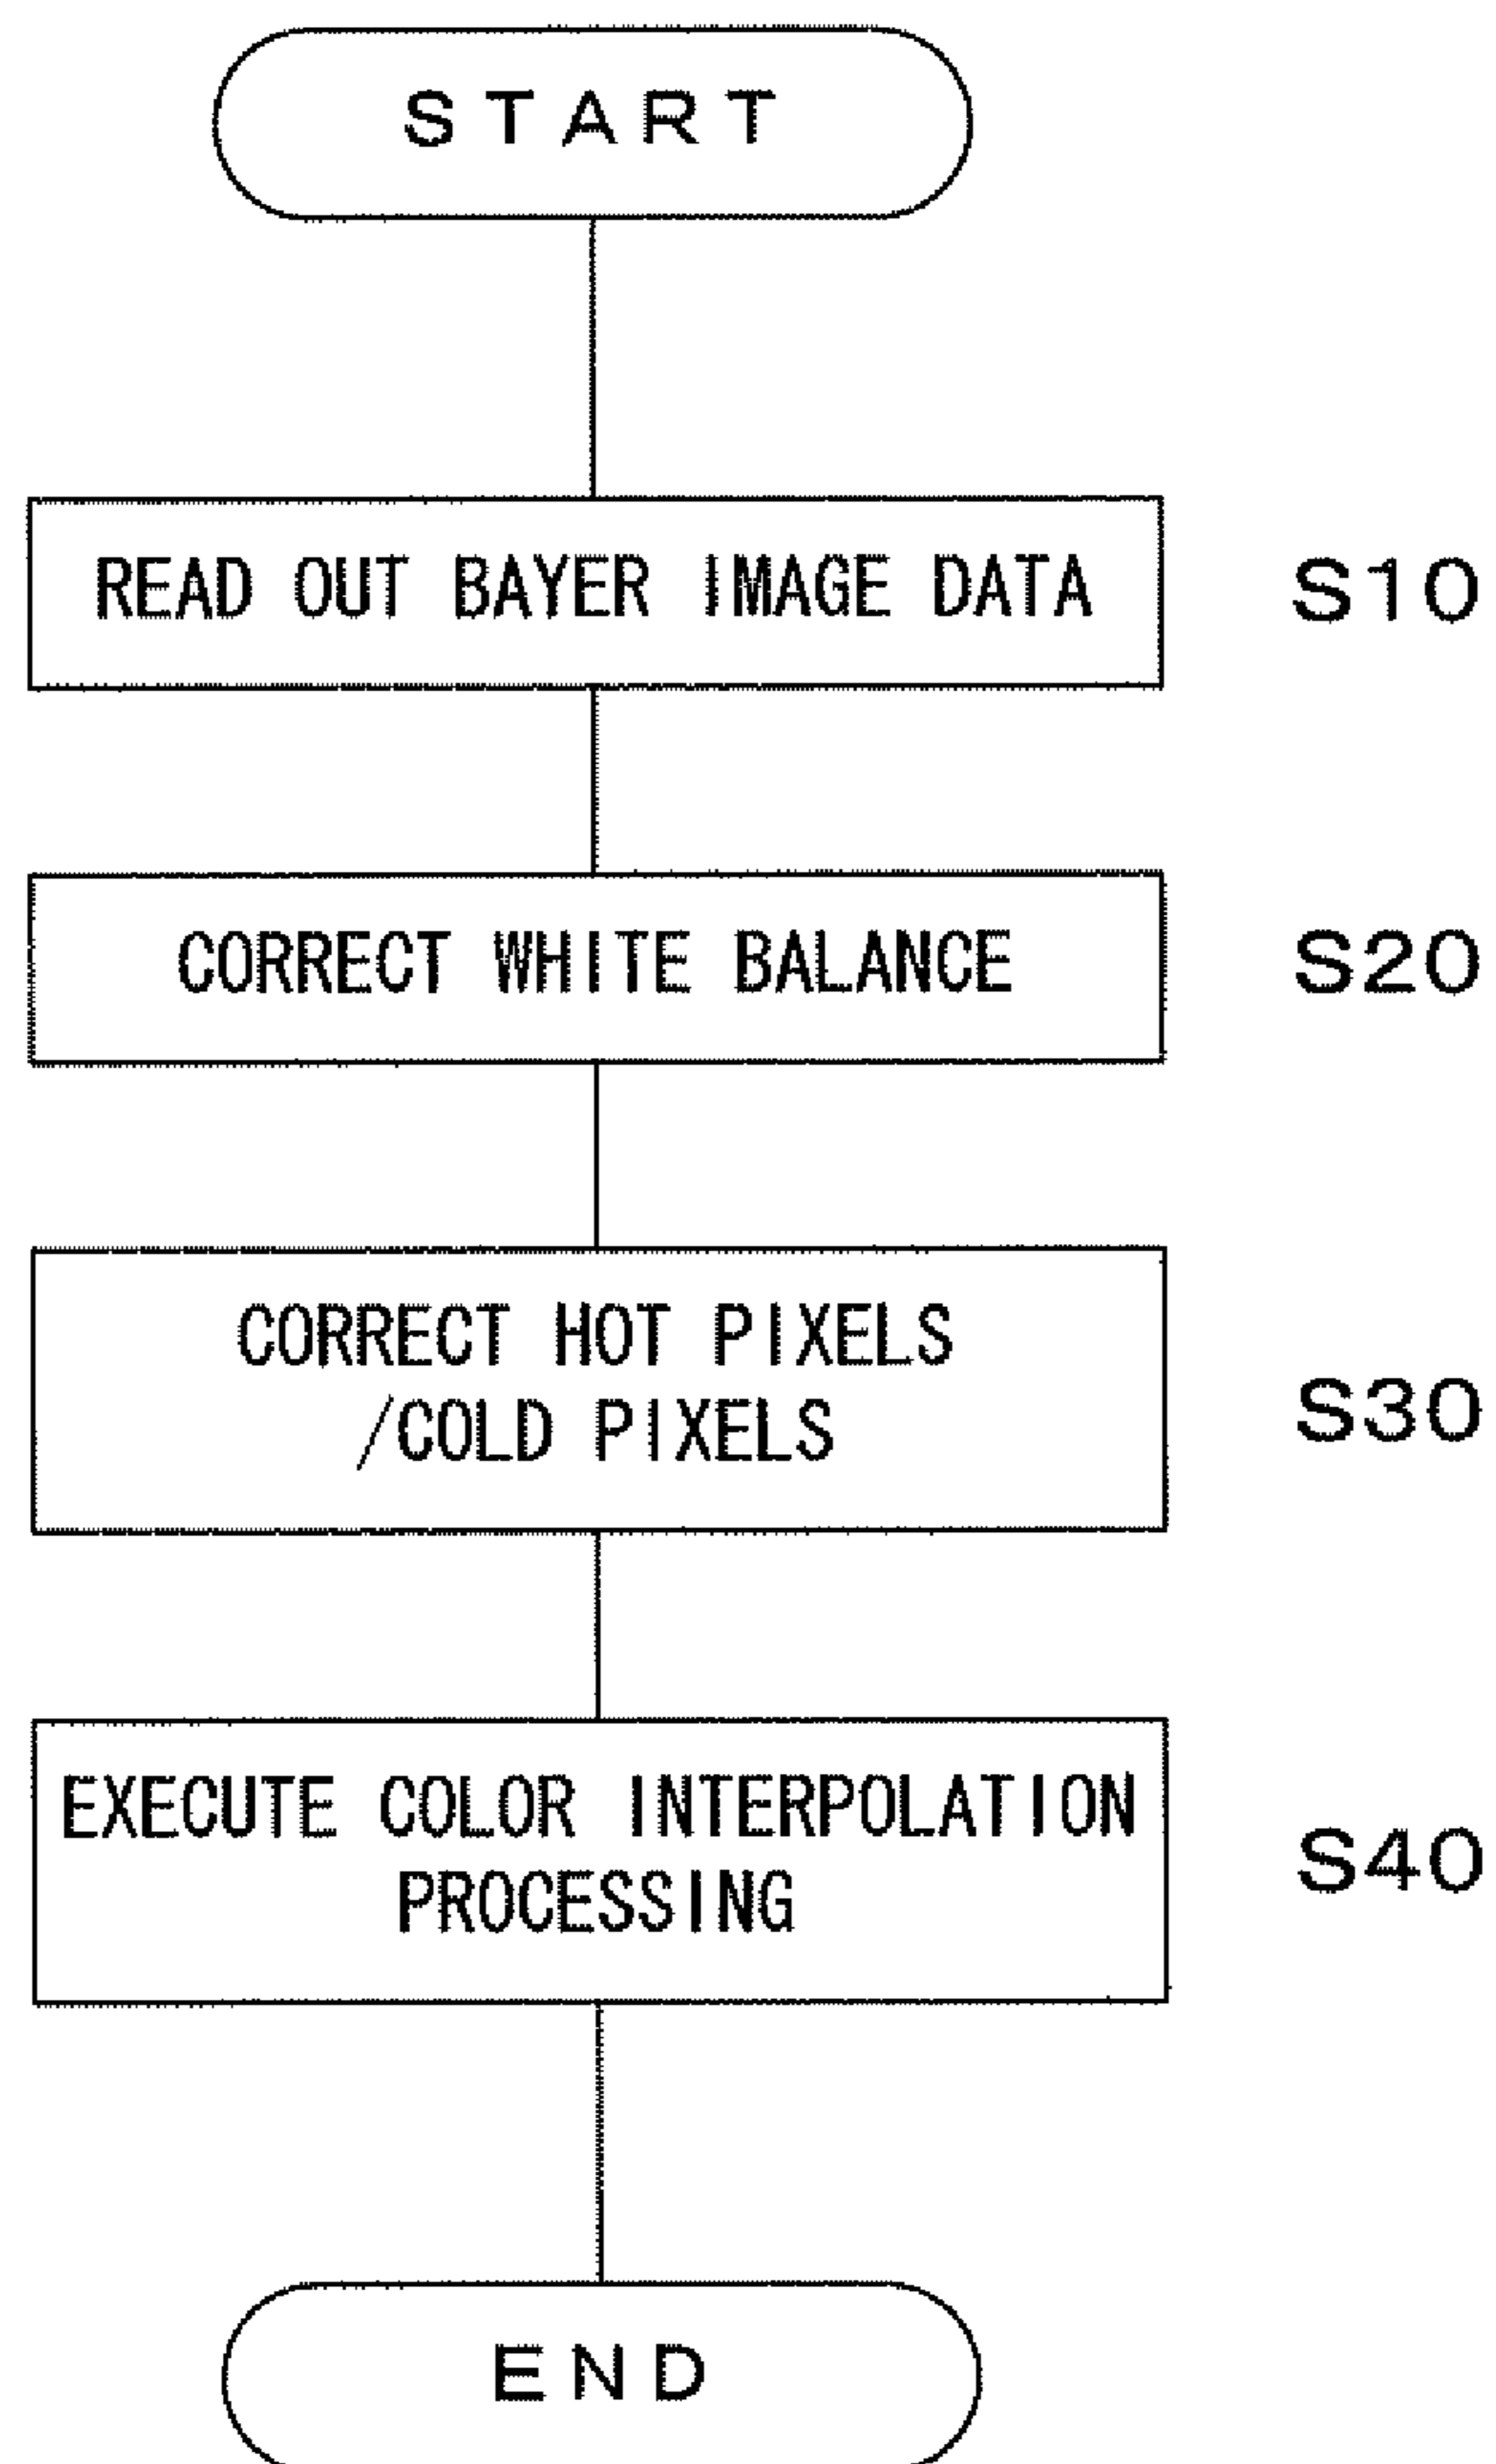 START
READ OUT BAYER IMAGE DATA S10
CORRECT WHITE BALANCE S20
CORRECT HOT PIXELS
/COLD PIXELS
S30
EXECUTE COLOR INTERPOLATION
PROCESSING
S40
END